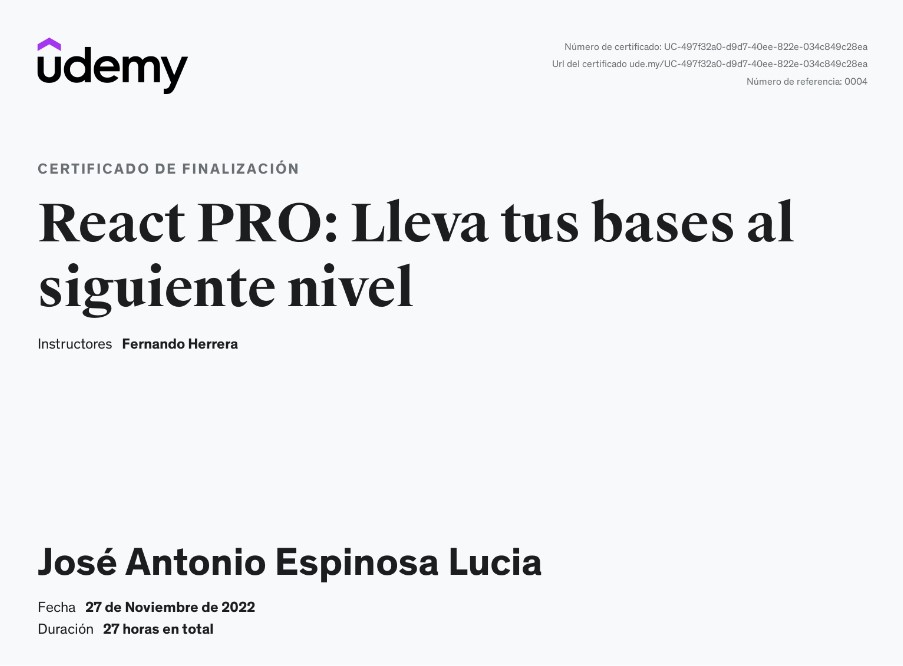 udemy
Número de certificado: UC-497f32a0-d9d7-40ee-822e-034c849c28ea
Url del certificado ude.my/UC-497f32a0-d9d7-40ee-822e-034c849c28ea
Número de referencia: 0004
CERTIFICADO DE FINALIZACIÓN
React PRO: Lleva tus bases al
siguiente nivel
Instructores Fernando Herrera
José Antonio Espinosa Lucia
Fecha 27 de Noviembre de 2022
Duración 27 horas en total